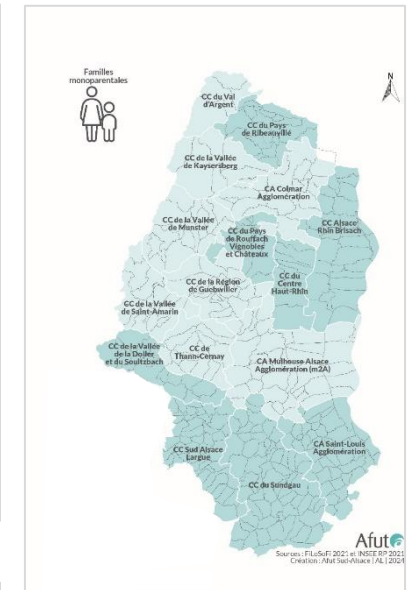 Familles
monoparentales
N
CC du Val
d'Argent
CC du Pays
de Ribeauvillé
CC de la Vallée
de Kaysersberg
CA Colmar
Agglomération
CC de la Vallée
de Munster
CC du Pays
de Rouffach
Vignobles
et Châteaux
CC Alsace
Rhin Brisach
CC du
Centre
Haut-Rhin
CC de la Région
de Guebwiller
CC de la Vallée
de Saint-Amarin
CC de la Vallée
de la Doller
et du Soultzbach
CC de
Thann-Cernay
CA Mulhouse Alsace
Agglomération (m2A)
CC Sud Alsace
Largue
CA Saint-Louis
Agglomération
CC du Sundgau
Afut
Sources : FiLoSoFi 2021 et INSEE RP 2021
Création : Afut Sud-Alsace | AL | 2024